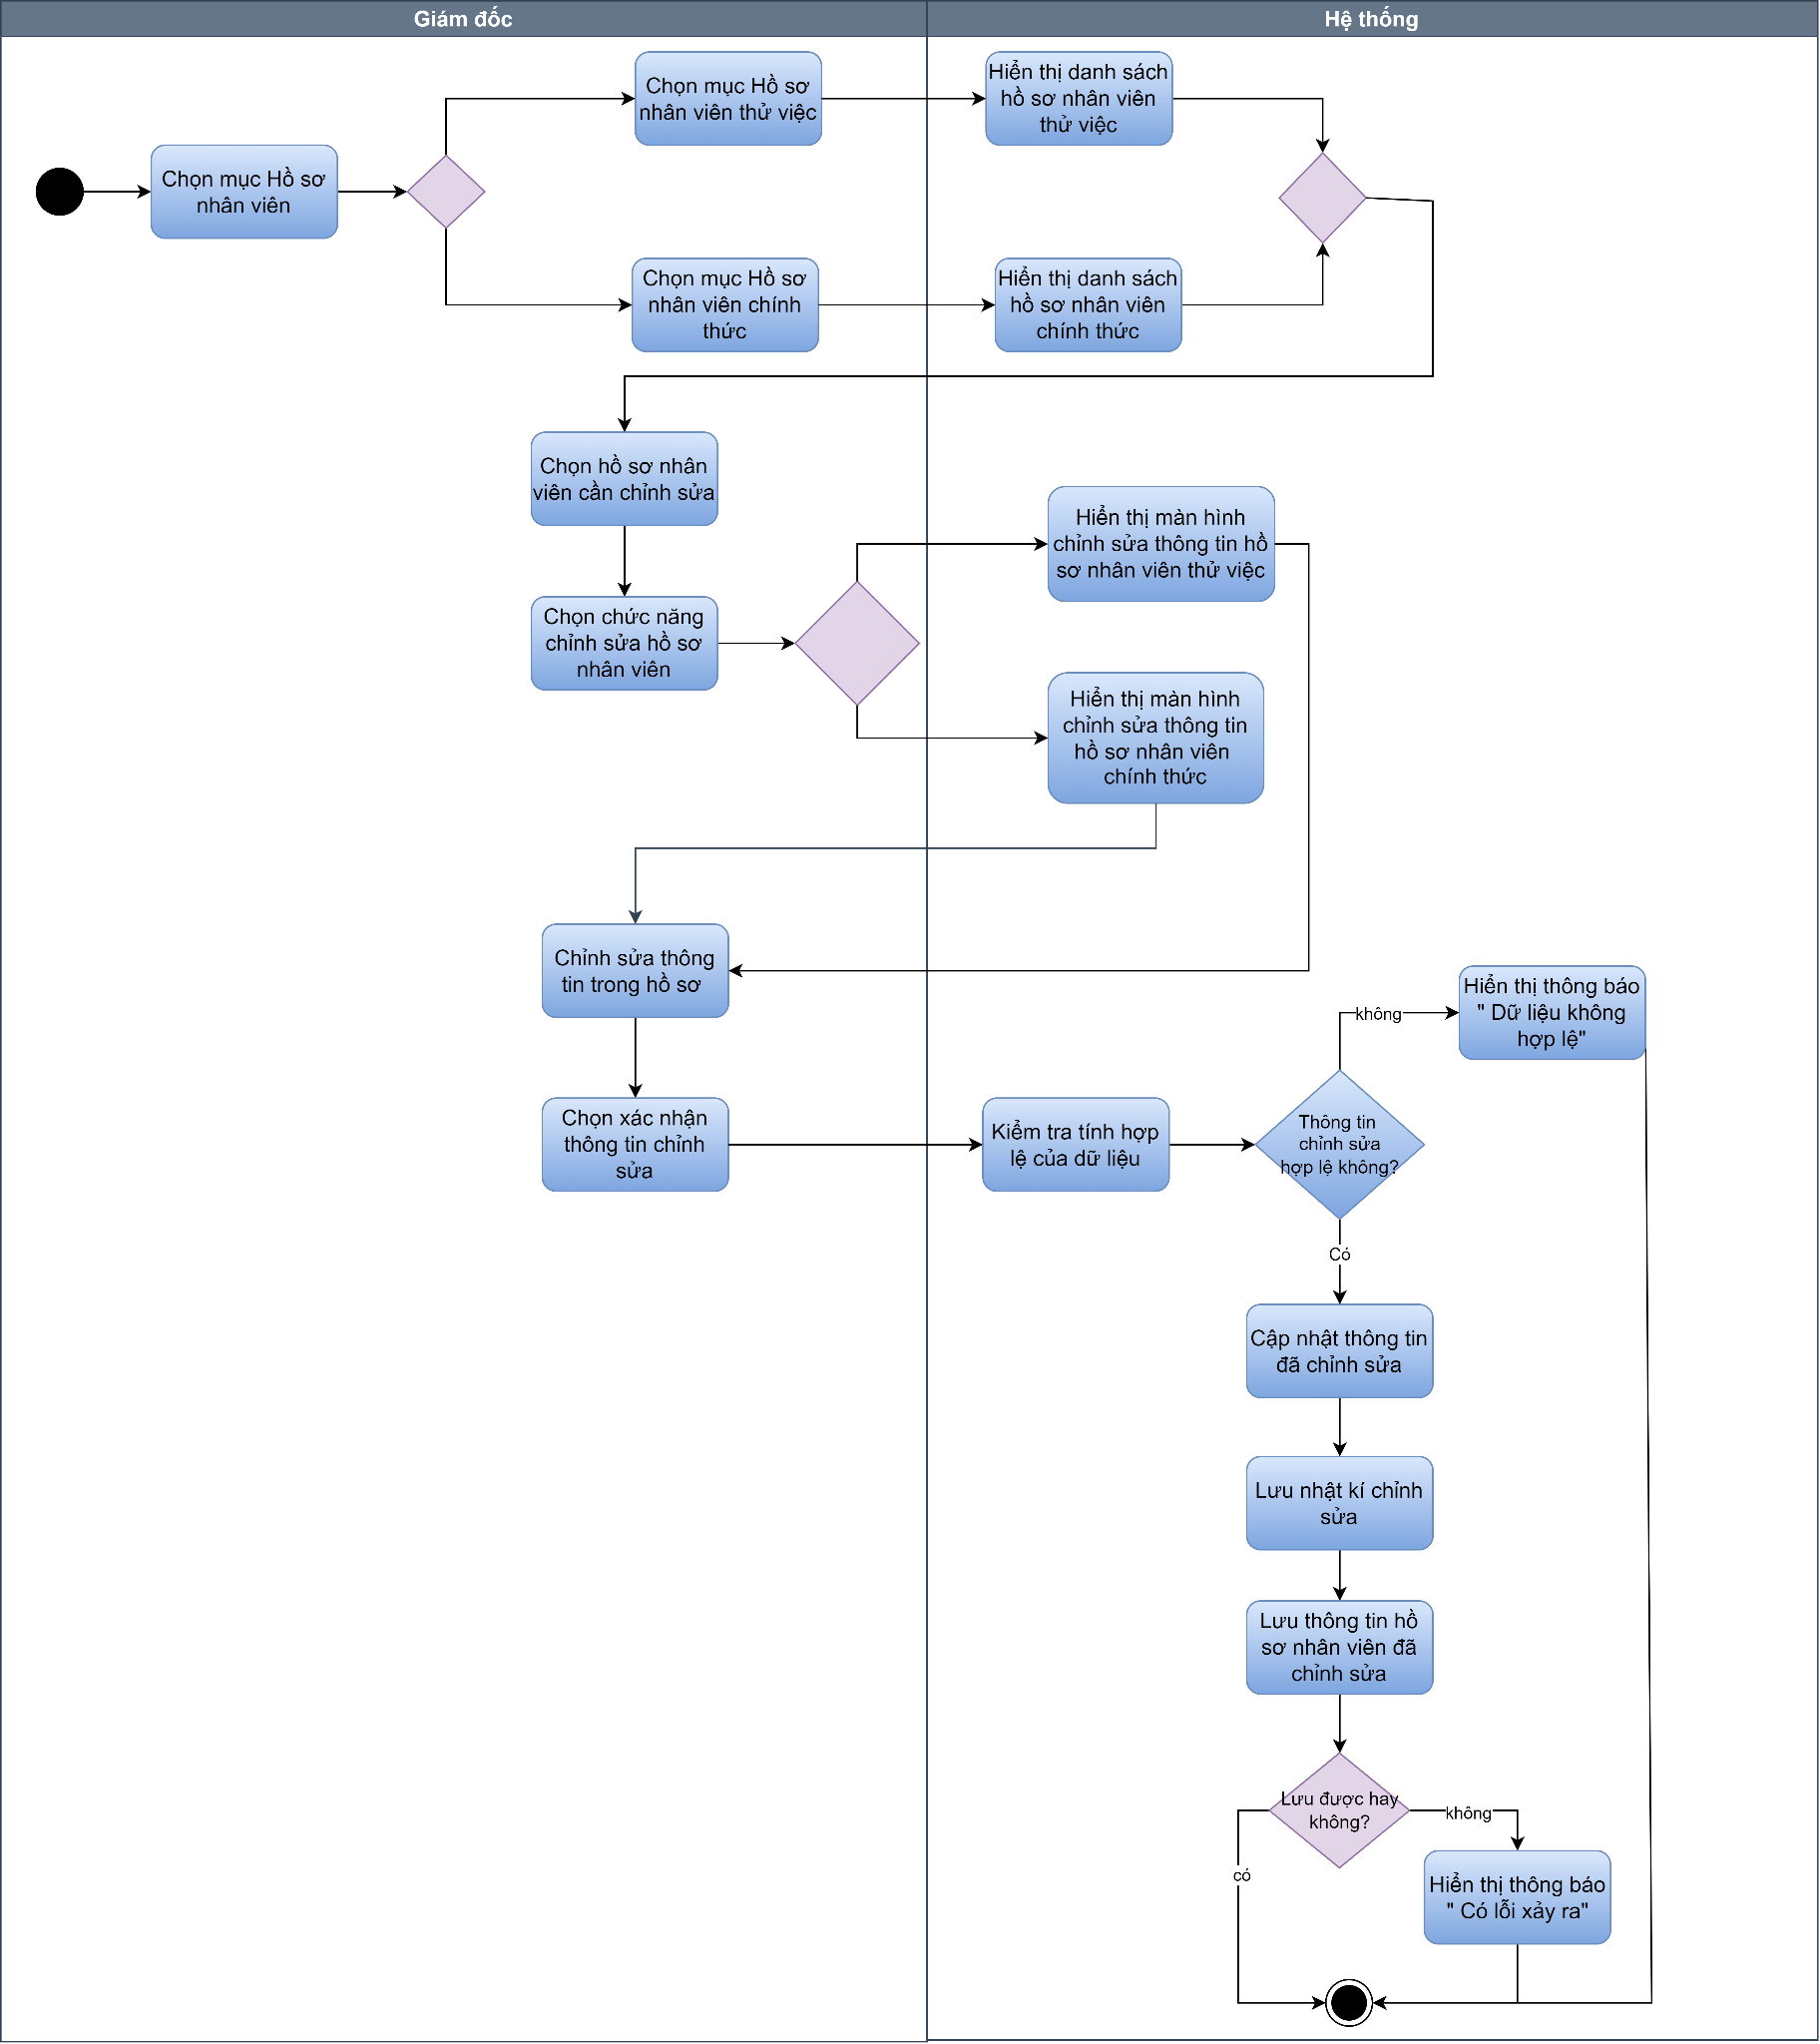 Giám đốc
Hệ thống
Chọn mục Hồ sơ
nhân viên thử việc
Hiển thị danh sách
hồ sơ nhân viên
thử việc
Chọn mục Hồ sơ
nhân viên
Chọn mục Hồ sơ
nhân viên chính
thức
Hiển thị danh sách
hồ sơ nhân viên
chính thức
Chọn hồ sơ nhân
viên cần chỉnh sửa
Hiển thị màn hình
chỉnh sửa thông tin hồ
sơ nhân viên thử việc
Chọn chức năng
chỉnh sửa hồ sơ
nhân viên
Hiển thị màn hình
chỉnh sửa thông tin
hồ sơ nhân viên
chính thức
Chỉnh sửa thông
tin trong hồ sơ
không
Hiển thị thông báo
" Dữ liệu không
hợp lệ"
Chọn xác nhận
thông tin chỉnh
sửa
Kiểm tra tính hợp
lệ của dữ liệu
Thông tin
chỉnh sửa
hợp lệ không?
Có
Cập nhật thông tin
đã chỉnh sửa
Lưu nhật kí chỉnh
sửa
Lưu thông tin hồ
sơ nhân viên đã
chỉnh sửa
Lưu được hay
không?
không
có
Hiển thị thông báo
" Có lỗi xảy ra"